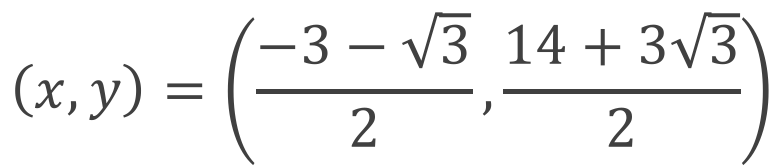 (x, y) = ( (−3 − √3)/2 , (14 + 3√3)/2 )